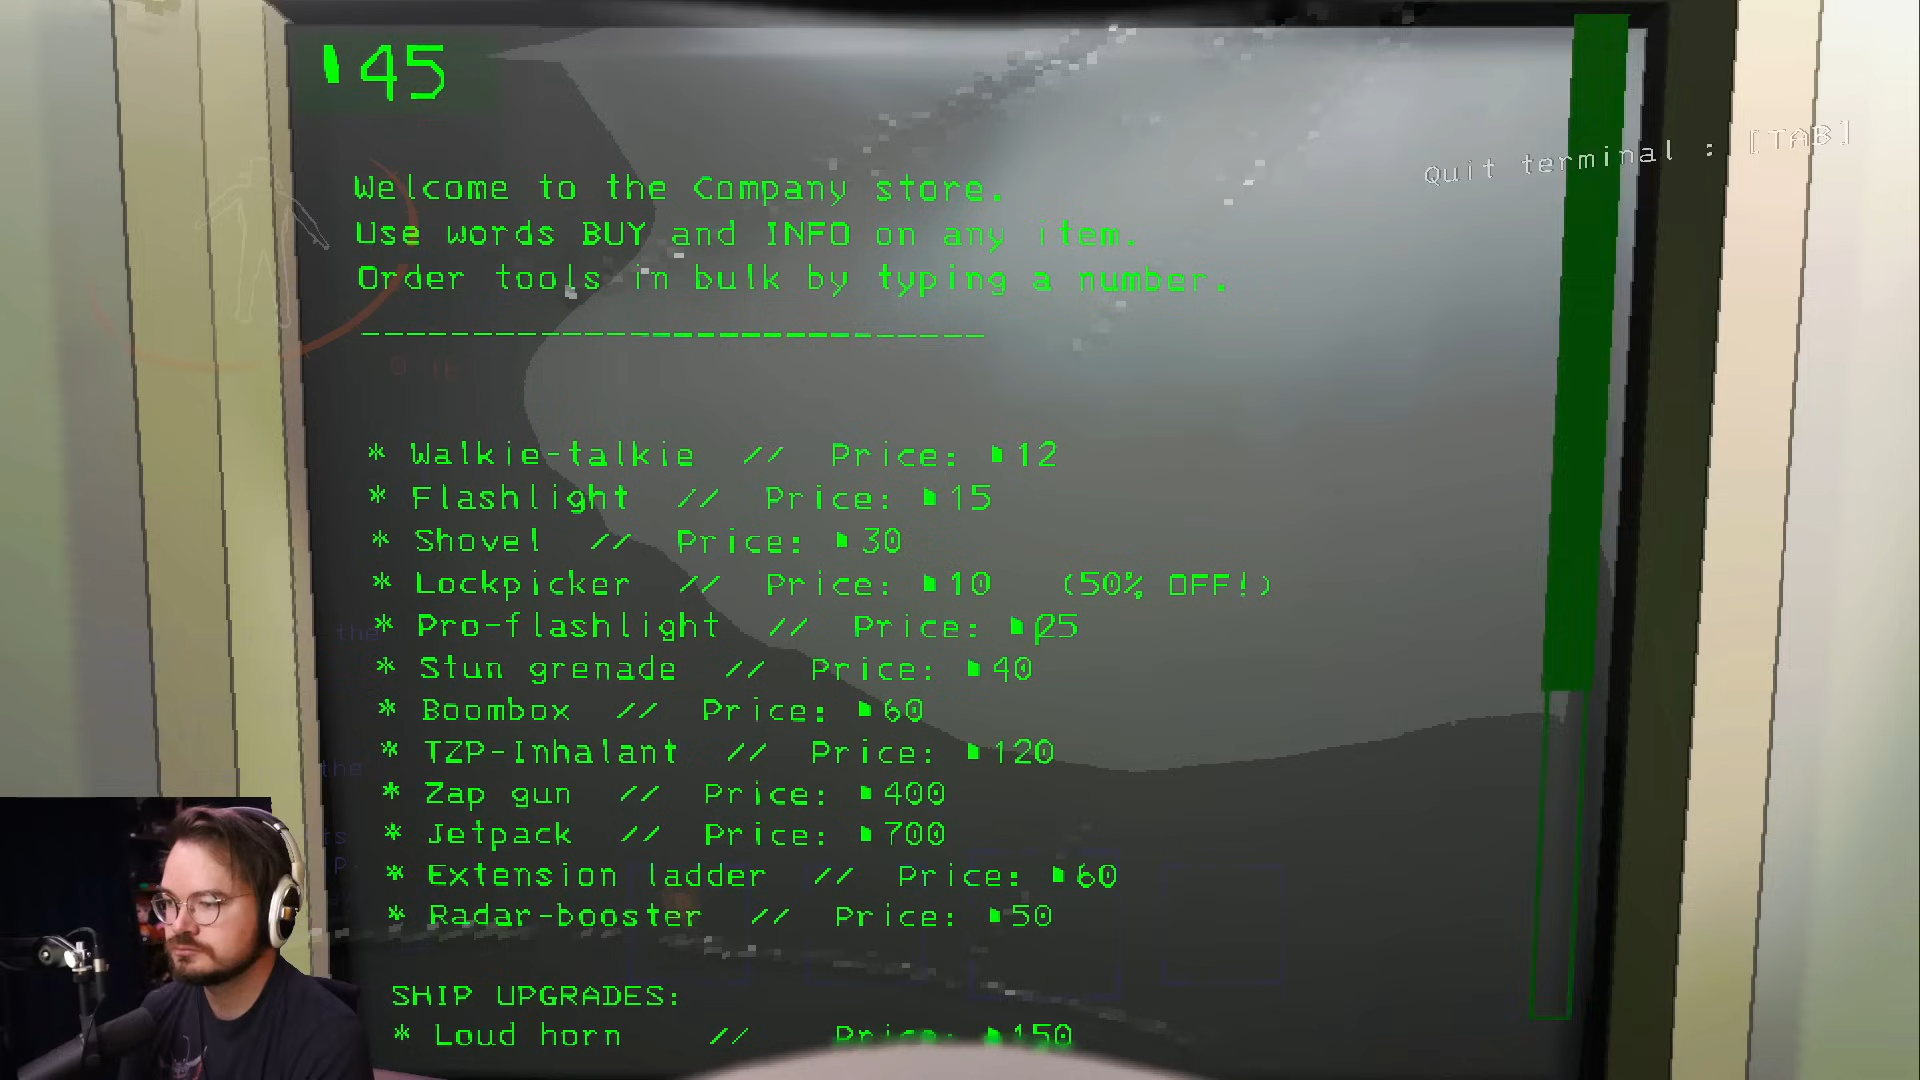 45
Quit terminal : [TAB]
Welcome to the Company store.
Use words BUY and INFO on any item.
Order tools in bulk by typing a number.
----------------------------
* Walkie-talkie // Price: 12
* Flashlight // Price: 15
* Shovel // Price: 30
* Lockpicker // Price: 10 (50% OFF!)
* Pro-flashlight // Price: 25
* Stun grenade // Price: 40
* Boombox // Price: 60
* TZP-Inhalant // Price: 120
* Zap gun // Price: 400
* Jetpack // Price: 700
* Extension ladder // Price: 60
* Radar-booster // Price: 50
SHIP UPGRADES:
* Loud horn // Price: 150